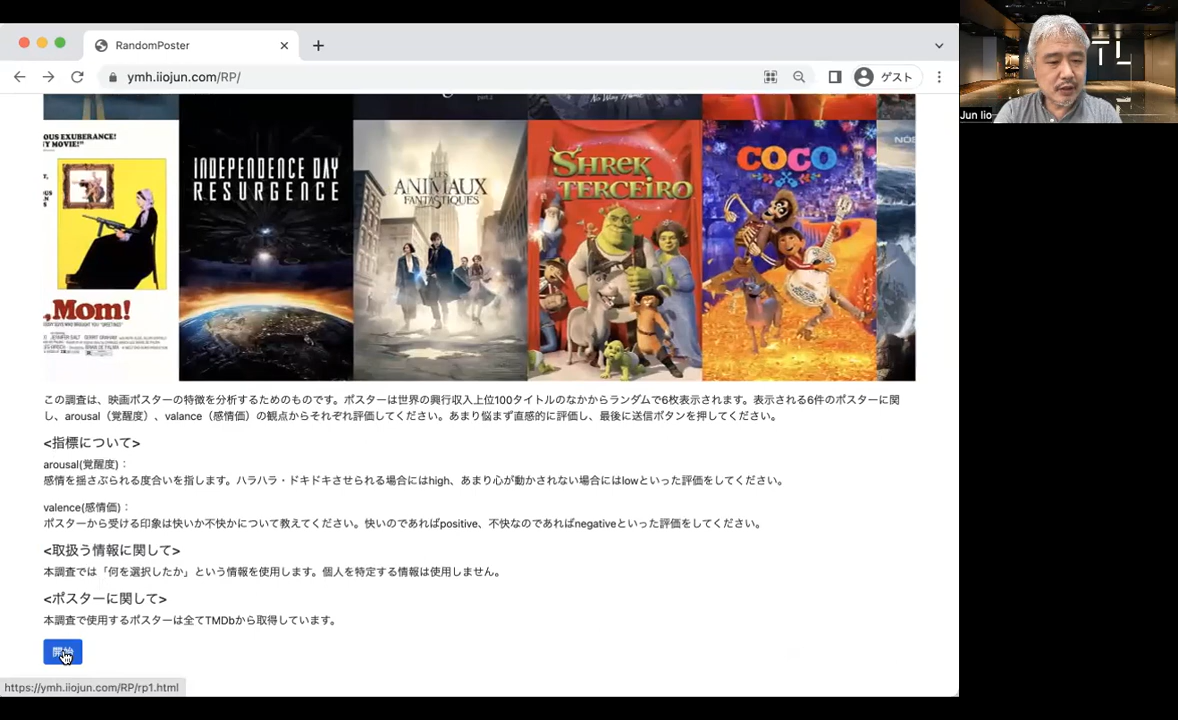 RandomPoster
ymh.iiojun.com/RP/
ゲスト
Jun Iio
part 2
No Way Home
OUS EXUBERANCE!
Y MOVIE!"
, Mom!
JENNIFER SALT
INDEPENDENCE DAY
RESURGENCE
LES
ANIMAUX
FANTASTIQUES
SHREK
TERCEIRO
COCO
この調査は、映画ポスターの特徴を分析するためのものです。ポスターは世界の興行収入上位100タイトルのなかからランダムで6枚表示されます。表示される6件のポスターに関
し、arousal（覚醒度）、valance（感情価）の観点からそれぞれ評価してください。あまり悩まず直感的に評価し、最後に送信ボタンを押してください。
<指標について>
arousal(覚醒度)：
感情を揺さぶられる度合いを指します。ハラハラ・ドキドキさせられる場合にはhigh、あまり心が動かされない場合にはlowといった評価をしてください。
valence(感情価)：
ポスターから受ける印象は快いか不快かについて教えてください。快いのであればpositive、不快なのであればnegativeといった評価をしてください。
<取扱う情報に関して>
本調査では「何を選択したか」という情報を使用します。個人を特定する情報は使用しません。
<ポスターに関して>
本調査で使用するポスターは全てTMDbから取得しています。
開始
https://ymh.iiojun.com/RP/rp1.html